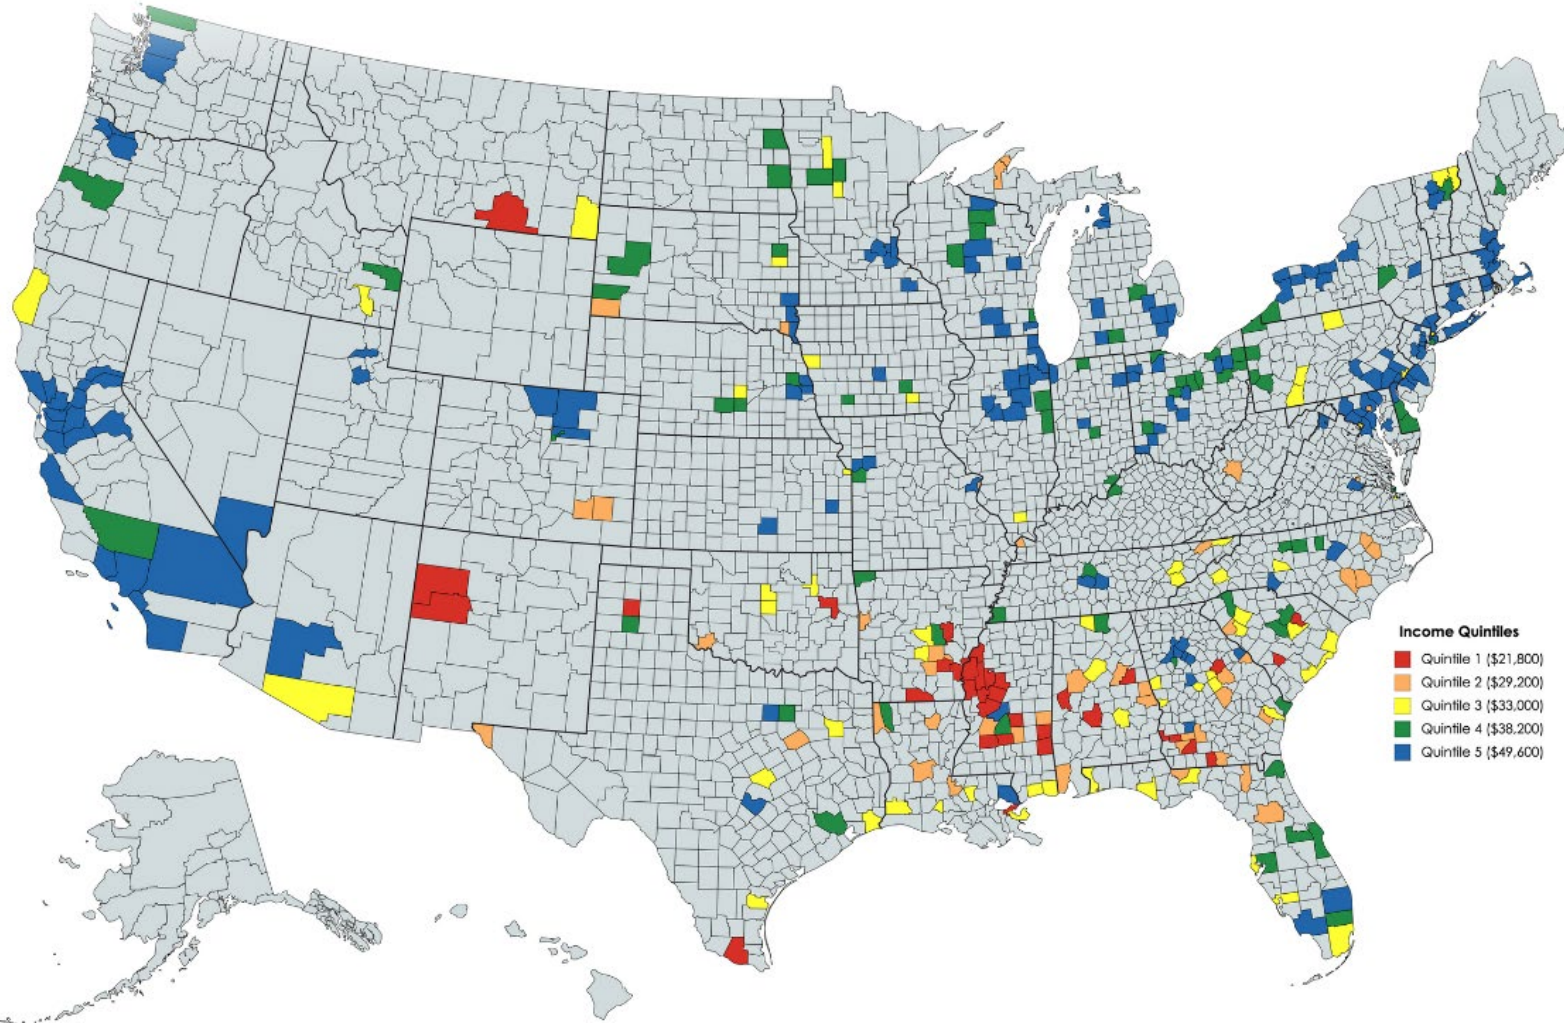 Income Quintiles
Quintile 1 ($21,800)
Quintile 2 ($29,200)
Quintile 3 ($33,000)
Quintile 4 ($38,200)
Quintile 5 ($49,600)